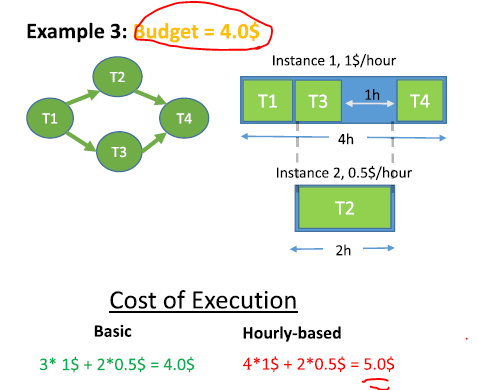 Example 3: Budget = 4.0$
Instance 1, 1$/hour
T2
T1
T4
T3
T1 T3 1h T4
4h
Instance 2, 0.5$/hour
T2
2h
Cost of Execution
Basic Hourly-based
3* 1$ + 2*0.5$ = 4.0$ 4*1$ + 2*0.5$ = 5.0$